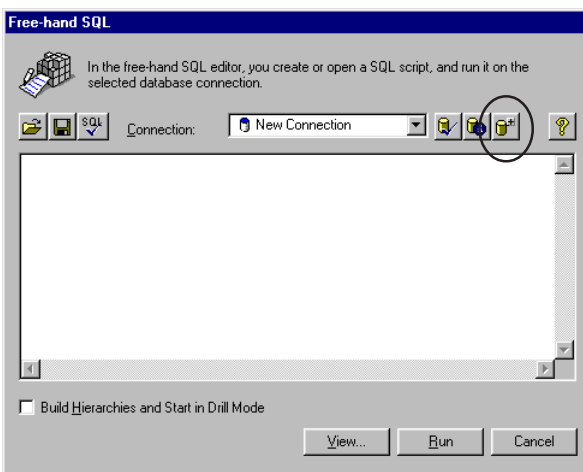 Free-hand SQL
In the free-hand SQL editor, you create or open a SQL script, and run it on the
selected database connection.
SQL
Connection:
New Connection
?
Build Hierarchies and Start in Drill Mode
View...
Run
Cancel